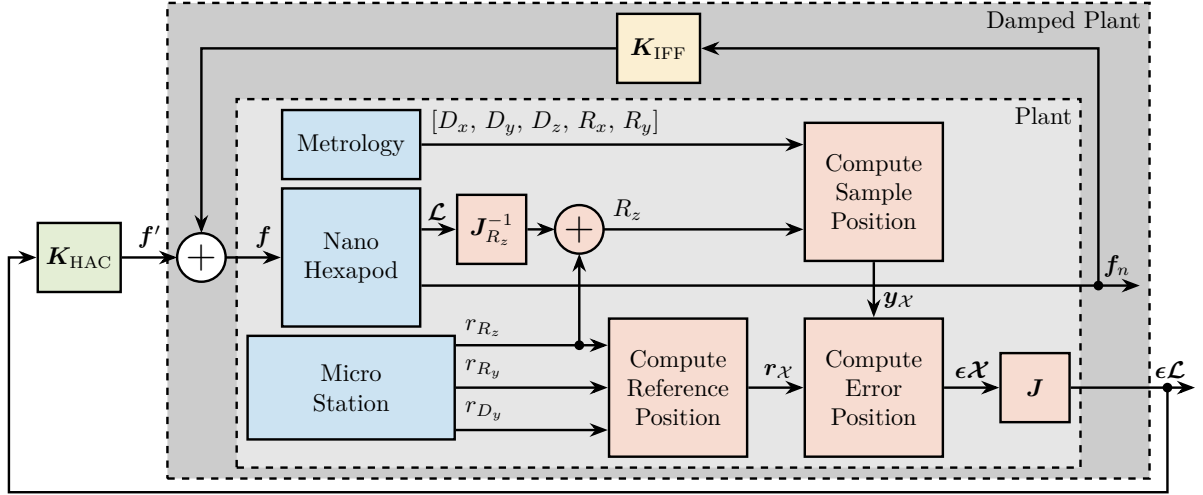 Damped Plant
K_IFF
Plant
Metrology
[D_x, D_y, D_z, R_x, R_y]
Compute
Sample
Position
Nano
Hexapod
𝓛
J_{R_z}^{-1}
+
R_z
K_HAC
f′
+
f
f_n
y_𝒳
Micro
Station
r_{R_z}
r_{R_y}
r_{D_y}
Compute
Reference
Position
r_𝒳
Compute
Error
Position
ϵ𝒳
J
ϵ𝓛